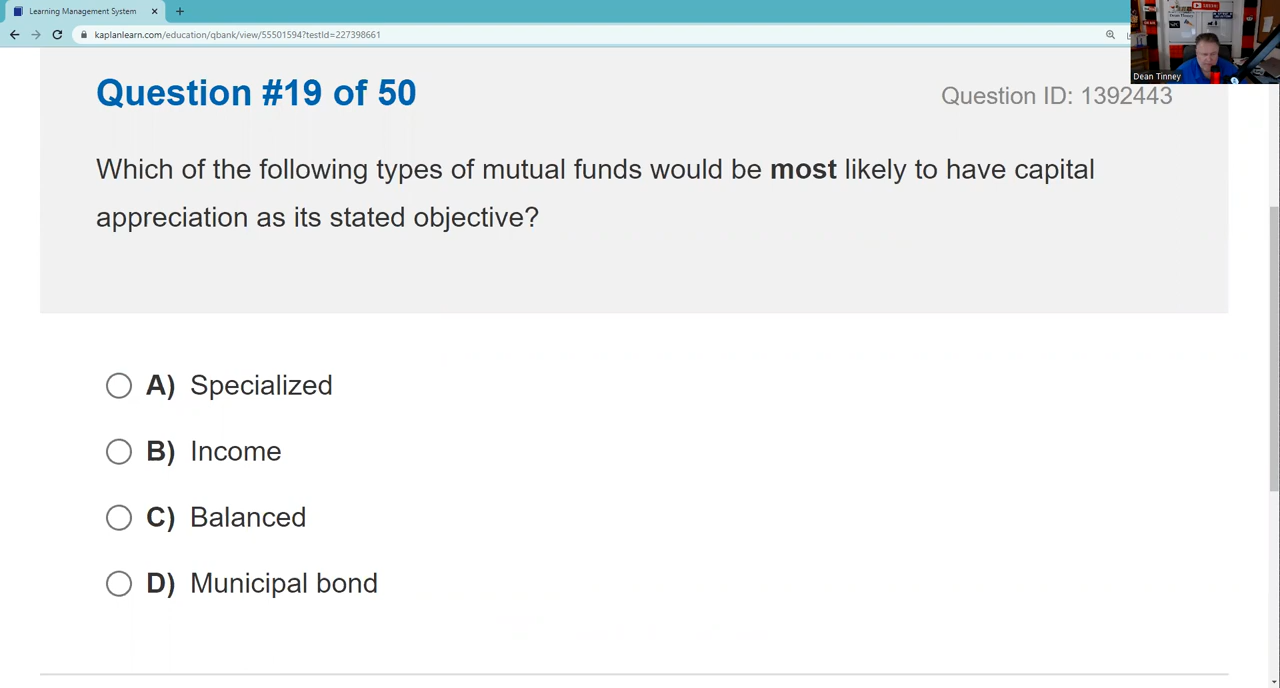 Learning Management System
kaplanlearn.com/education/qbank/view/55501594?testId=227398661
Dean Tinney
Question #19 of 50
Question ID: 1392443
Which of the following types of mutual funds would be most likely to have capital
appreciation as its stated objective?
A) Specialized
B) Income
C) Balanced
D) Municipal bond